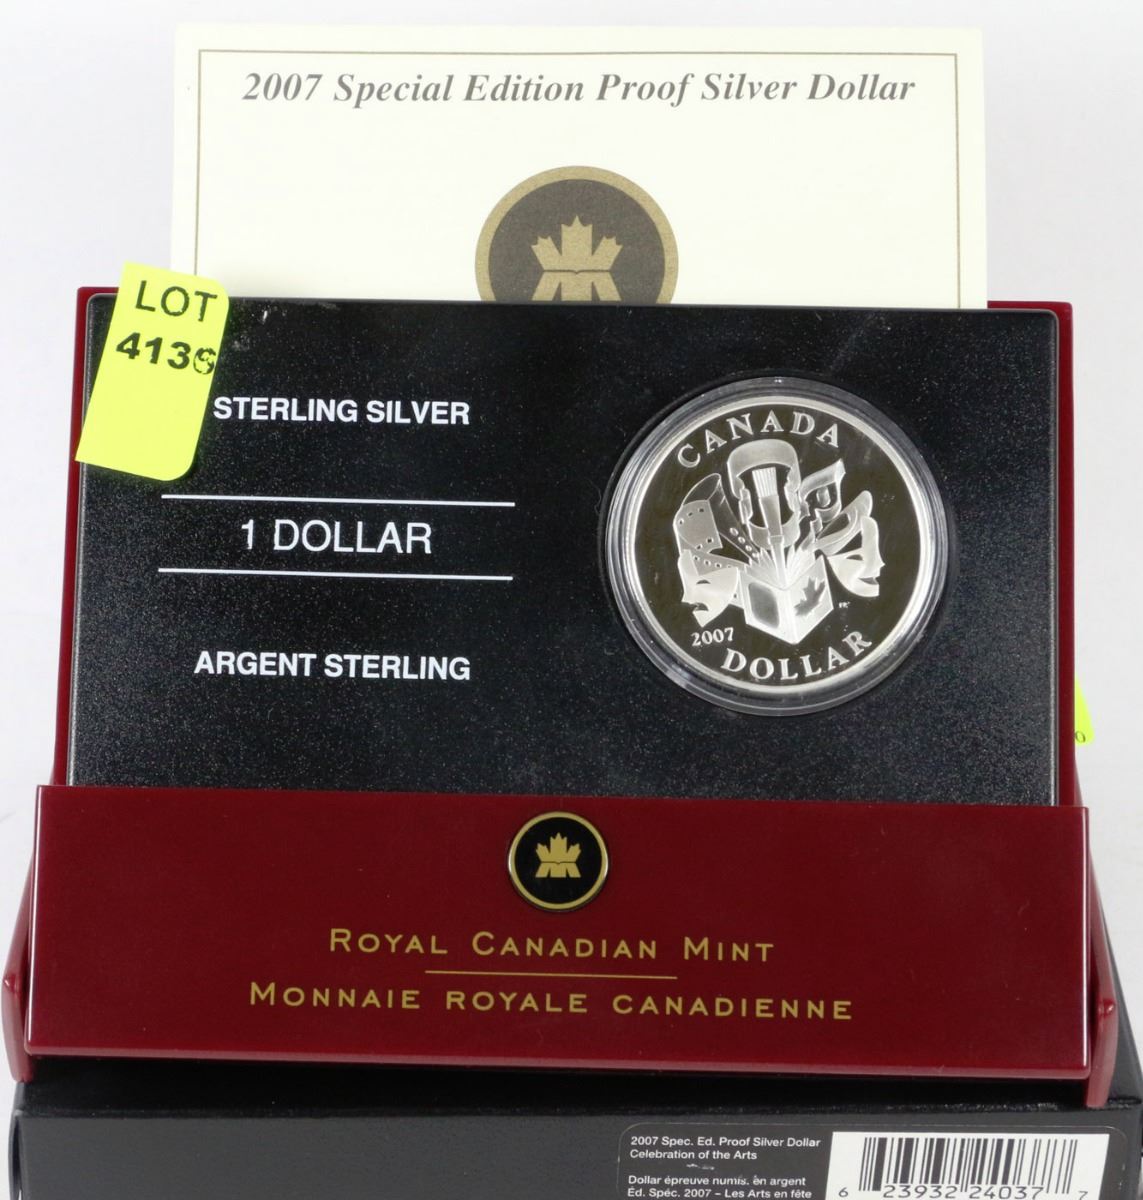 2007 Special Edition Proof Silver Dollar
LOT
413
STERLING SILVER
1 DOLLAR
ARGENT STERLING
CANADA
2007
DOLLAR
ROYAL CANADIAN MINT
MONNAIE ROYALE CANADIENNE
2007 Spec. Ed. Proof Silver Dollar
Celebration of the Arts
Dollar épreuve numis. en argent
Éd. Spéc. 2007 – Les Arts en fête
6 23932 24037 7